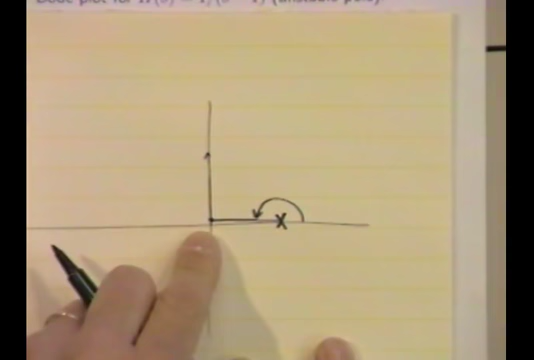 Bode plot for H(s) = 1/(s - 1) (unstable pole)
X